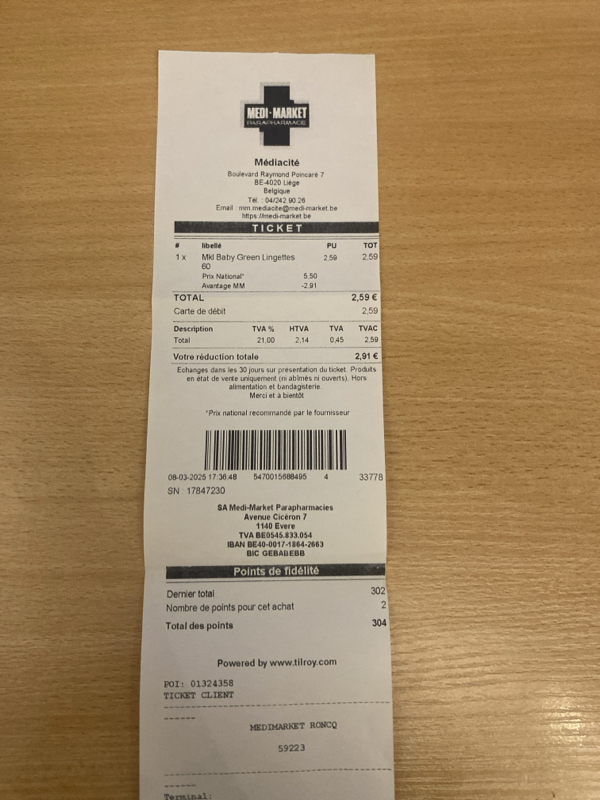 MEDI-MARKET
PARAPHARMACIE
Médiacité
Boulevard Raymond Poincaré 7
BE-4020 Liège
Belgique
Tél. : 04/242.90.26
Email : mm.mediacite@medi-market.be
https://medi-market.be
TICKET
# libellé PU TOT
1 x Mkl Baby Green Lingettes 2,59 2,59
60
Prix National* 5,50
Avantage MM -2,91
TOTAL 2,59 €
Carte de débit 2,59
Description TVA % HTVA TVA TVAC
Total 21,00 2,14 0,45 2,59
Votre réduction totale 2,91 €
Echanges dans les 30 jours sur présentation du ticket. Produits
en état de vente uniquement (ni abîmés ni ouverts). Hors
alimentation et bandagisterie.
Merci et à bientôt
*Prix national recommandé par le fournisseur
08-03-2025 17:36:48 5470015688495 4 33778
SN : 17847230
SA Medi-Market Parapharmacies
Avenue Cicéron 7
1140 Evere
TVA BE0545.833.054
IBAN BE40-0017-1864-2663
BIC GEBABEBB
Points de fidélité
Dernier total 302
Nombre de points pour cet achat 2
Total des points 304
Powered by www.tilroy.com
POI: 01324358
TICKET CLIENT
MEDIMARKET RONCQ
59223
Terminal: